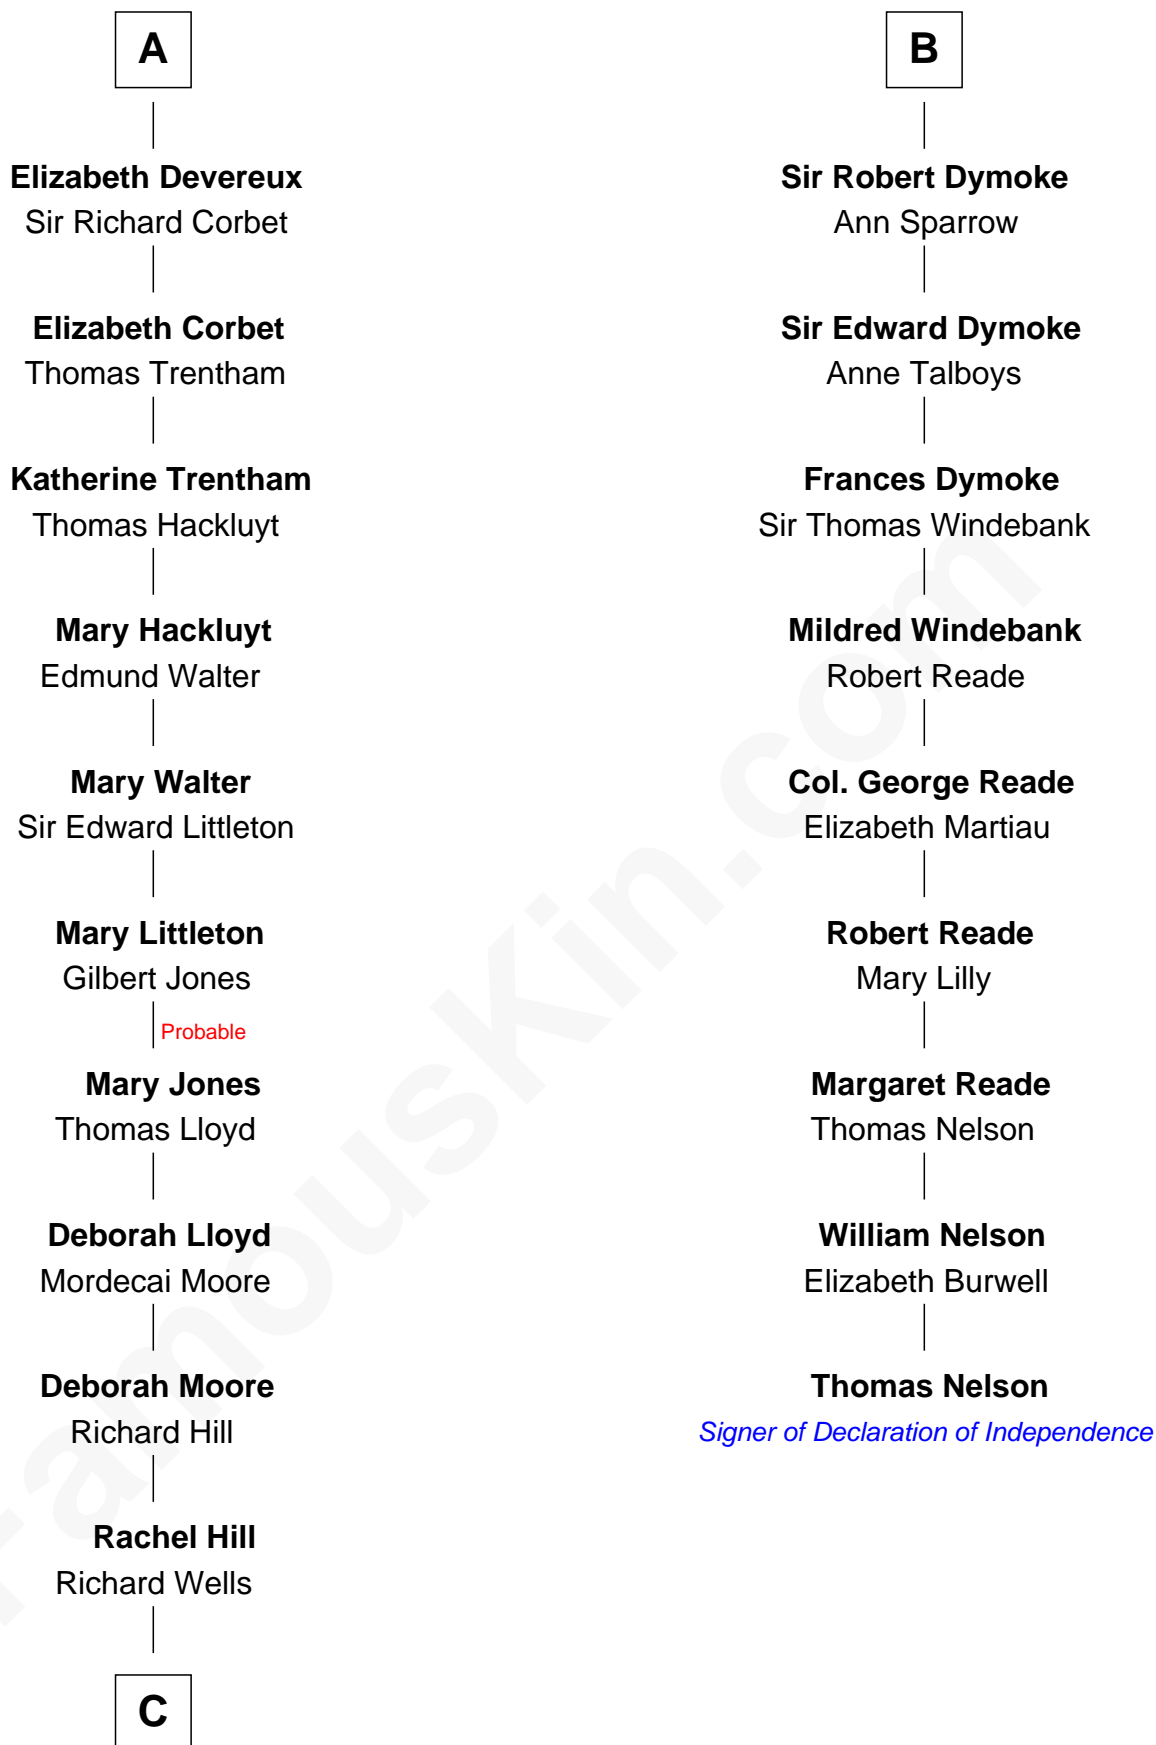 A
Elizabeth Devereux
Sir Richard Corbet
Elizabeth Corbet
Thomas Trentham
Katherine Trentham
Thomas Hackluyt
Mary Hackluyt
Edmund Walter
Mary Walter
Sir Edward Littleton
Mary Littleton
Gilbert Jones
Probable
Mary Jones
Thomas Lloyd
Deborah Lloyd
Mordecai Moore
Deborah Moore
Richard Hill
Rachel Hill
Richard Wells
C
B
Sir Robert Dymoke
Ann Sparrow
Sir Edward Dymoke
Anne Talboys
Frances Dymoke
Sir Thomas Windebank
Mildred Windebank
Robert Reade
Col. George Reade
Elizabeth Martiau
Robert Reade
Mary Lilly
Margaret Reade
Thomas Nelson
William Nelson
Elizabeth Burwell
Thomas Nelson
Signer of Declaration of Independence
FamousKin.com